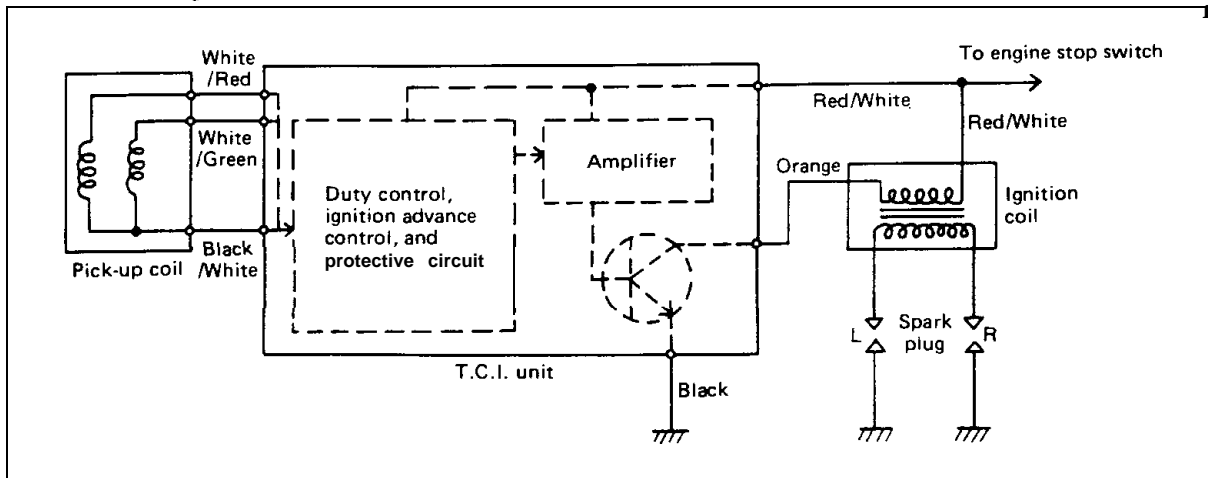 White
/Red
White
/Green
Black
/White
Pick-up coil
Duty control,
ignition advance
control, and
protective circuit
Amplifier
T.C.I. unit
Black
To engine stop switch
Red/White
Red/White
Orange
Ignition
coil
L
Spark
plug
R